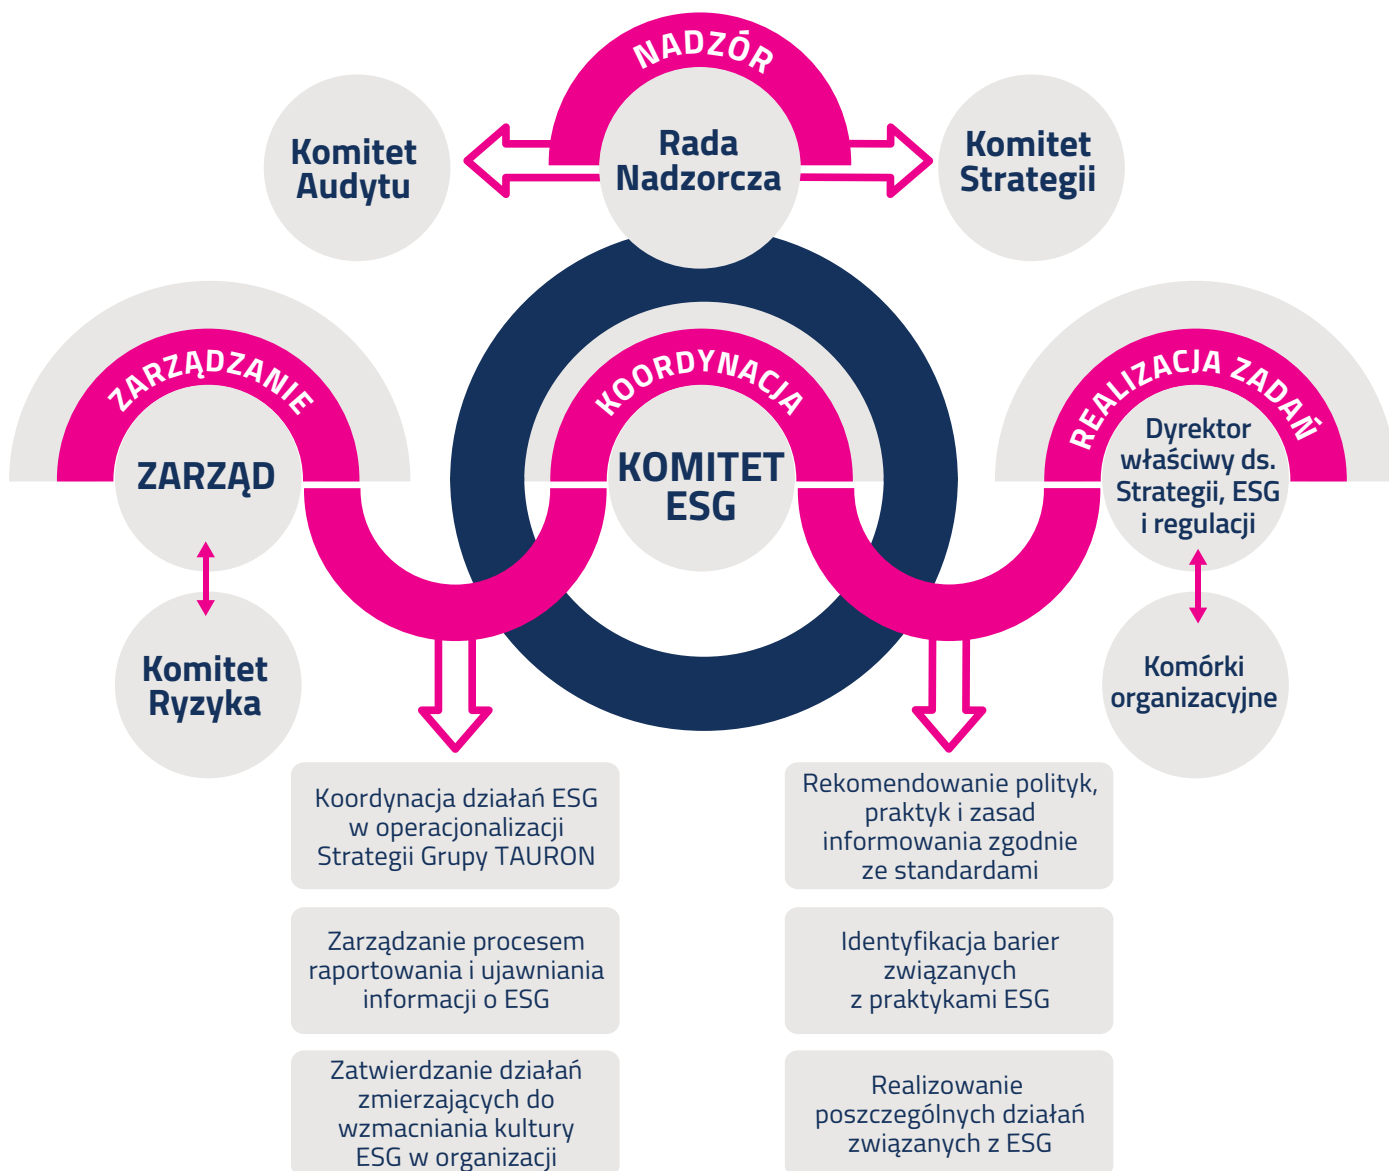 NADZÓR
Komitet
Audytu
Rada
Nadzorcza
Komitet
Strategii
ZARZĄDZANIE
ZARZĄD
KOORDYNACJA
KOMITET
ESG
REALIZACJA ZADAŃ
Dyrektor
właściwy ds.
Strategii, ESG
i regulacji
Komitet
Ryzyka
Komórki
organizacyjne
Koordynacja działań ESG
w operacjonalizacji
Strategii Grupy TAURON
Zarządzanie procesem
raportowania i ujawniania
informacji o ESG
Zatwierdzanie działań
zmierzających do
wzmacniania kultury
ESG w organizacji
Rekomendowanie polityk,
praktyk i zasad
informowania zgodnie
ze standardami
Identyfikacja barier
związanych
z praktykami ESG
Realizowanie
poszczególnych działań
związanych z ESG